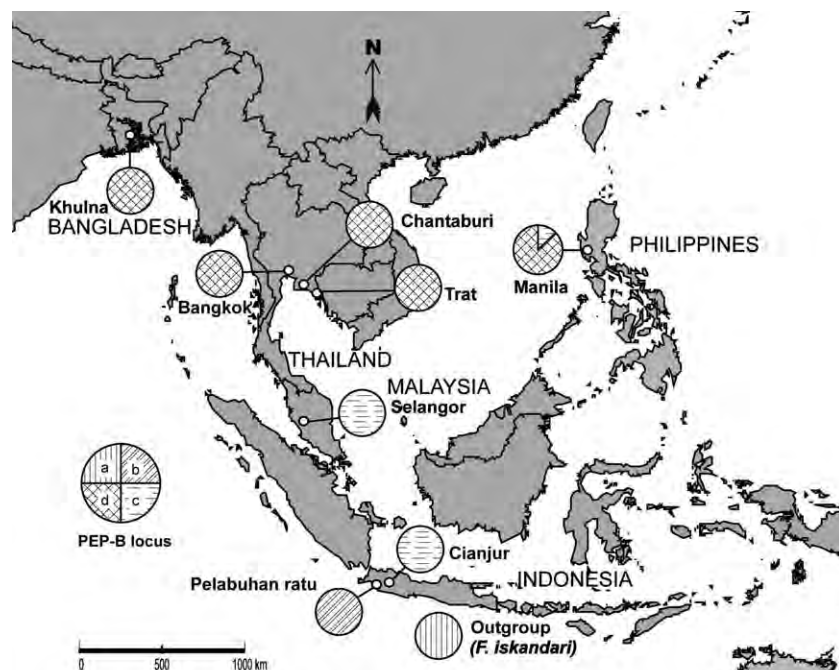 N
Chantaburi
Khulna
BANGLADESH
PHILIPPINES
Manila
Bangkok
Trat
THAILAND
MALAYSIA
Selangor
a
b
d
c
PEP-B locus
Cianjur
Pelabuhan ratu
INDONESIA
Outgroup
(F. iskandari)
0 500 1000 km